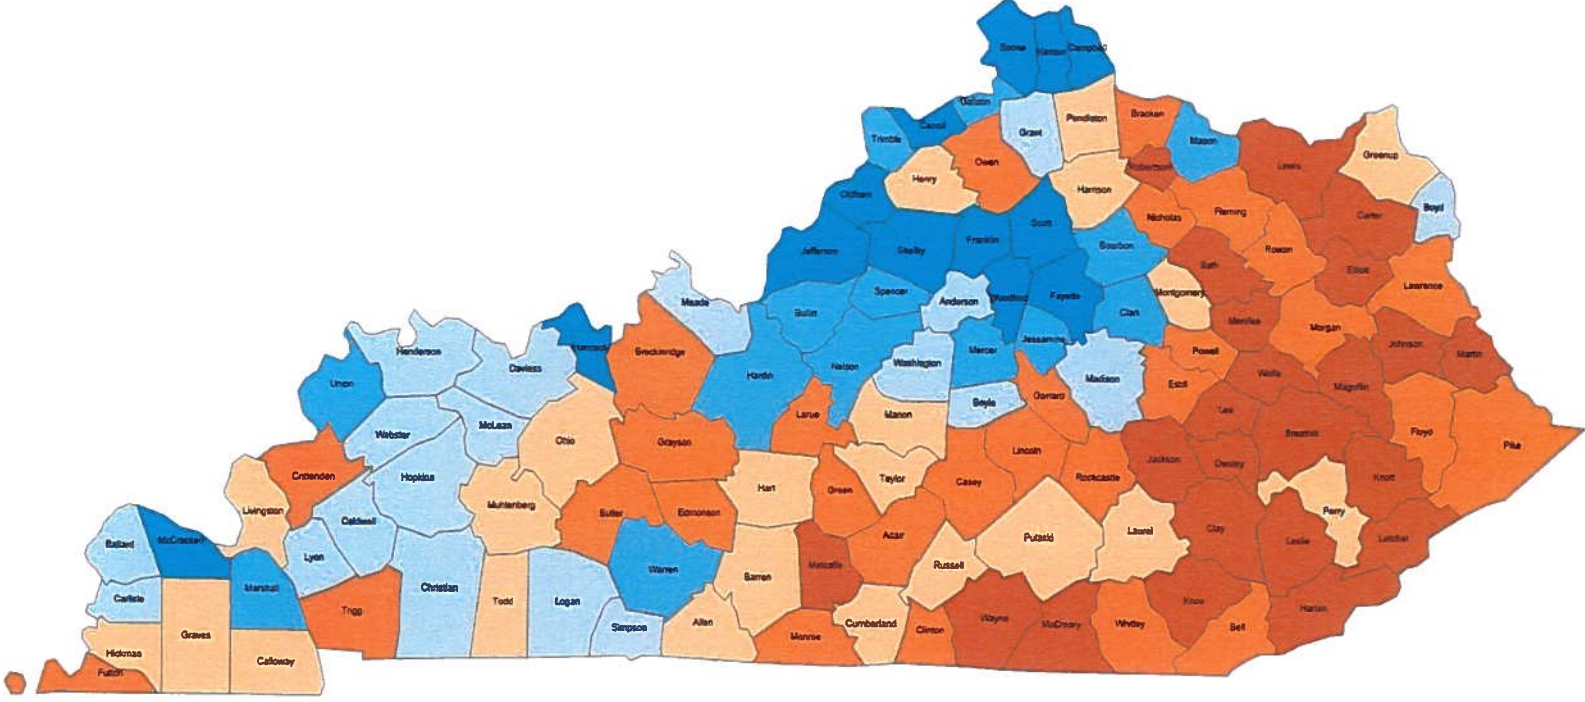 Boone
Kenton
Campbell
Gallatin
Carroll
Grant
Pendleton
Bracken
Trimble
Mason
Owen
Henry
Lewis
Greenup
Robertson
Harrison
Oldham
Boyd
Nicholas
Fleming
Carter
Scott
Franklin
Shelby
Jefferson
Bourbon
Rowan
Bath
Elliott
Lawrence
Spencer
Anderson
Woodford
Fayette
Montgomery
Meade
Bullitt
Clark
Menifee
Morgan
Jessamine
Johnson
Martin
Hancock
Henderson
Breckinridge
Mercer
Powell
Washington
Nelson
Daviess
Hardin
Wolfe
Madison
Union
Estill
Magoffin
Garrard
Boyle
Lee
Larue
Marion
McLean
Webster
Breathitt
Floyd
Pike
Ohio
Grayson
Lincoln
Jackson
Owsley
Crittenden
Hopkins
Taylor
Rockcastle
Knott
Casey
Hart
Green
Muhlenberg
Livingston
Butler
Edmonson
Perry
Caldwell
Laurel
Clay
Adair
Pulaski
Leslie
Letcher
McCracken
Ballard
Lyon
Russell
Metcalfe
Warren
Barren
Marshall
Christian
Carlisle
Todd
Logan
Knox
Harlan
Trigg
Wayne
McCreary
Whitley
Allen
Cumberland
Simpson
Bell
Clinton
Graves
Monroe
Hickman
Calloway
Fulton